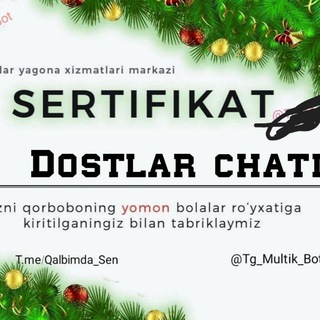 ot
lar yagona xizmatlari markazi
SERTIFIKAT
DOSTLAR CHATI
zni qorboboning yomon bolalar ro'yxatiga
kiritilganingiz bilan tabriklaymiz
T.me/Qalbimda_Sen
@Tg_Multik_Bot